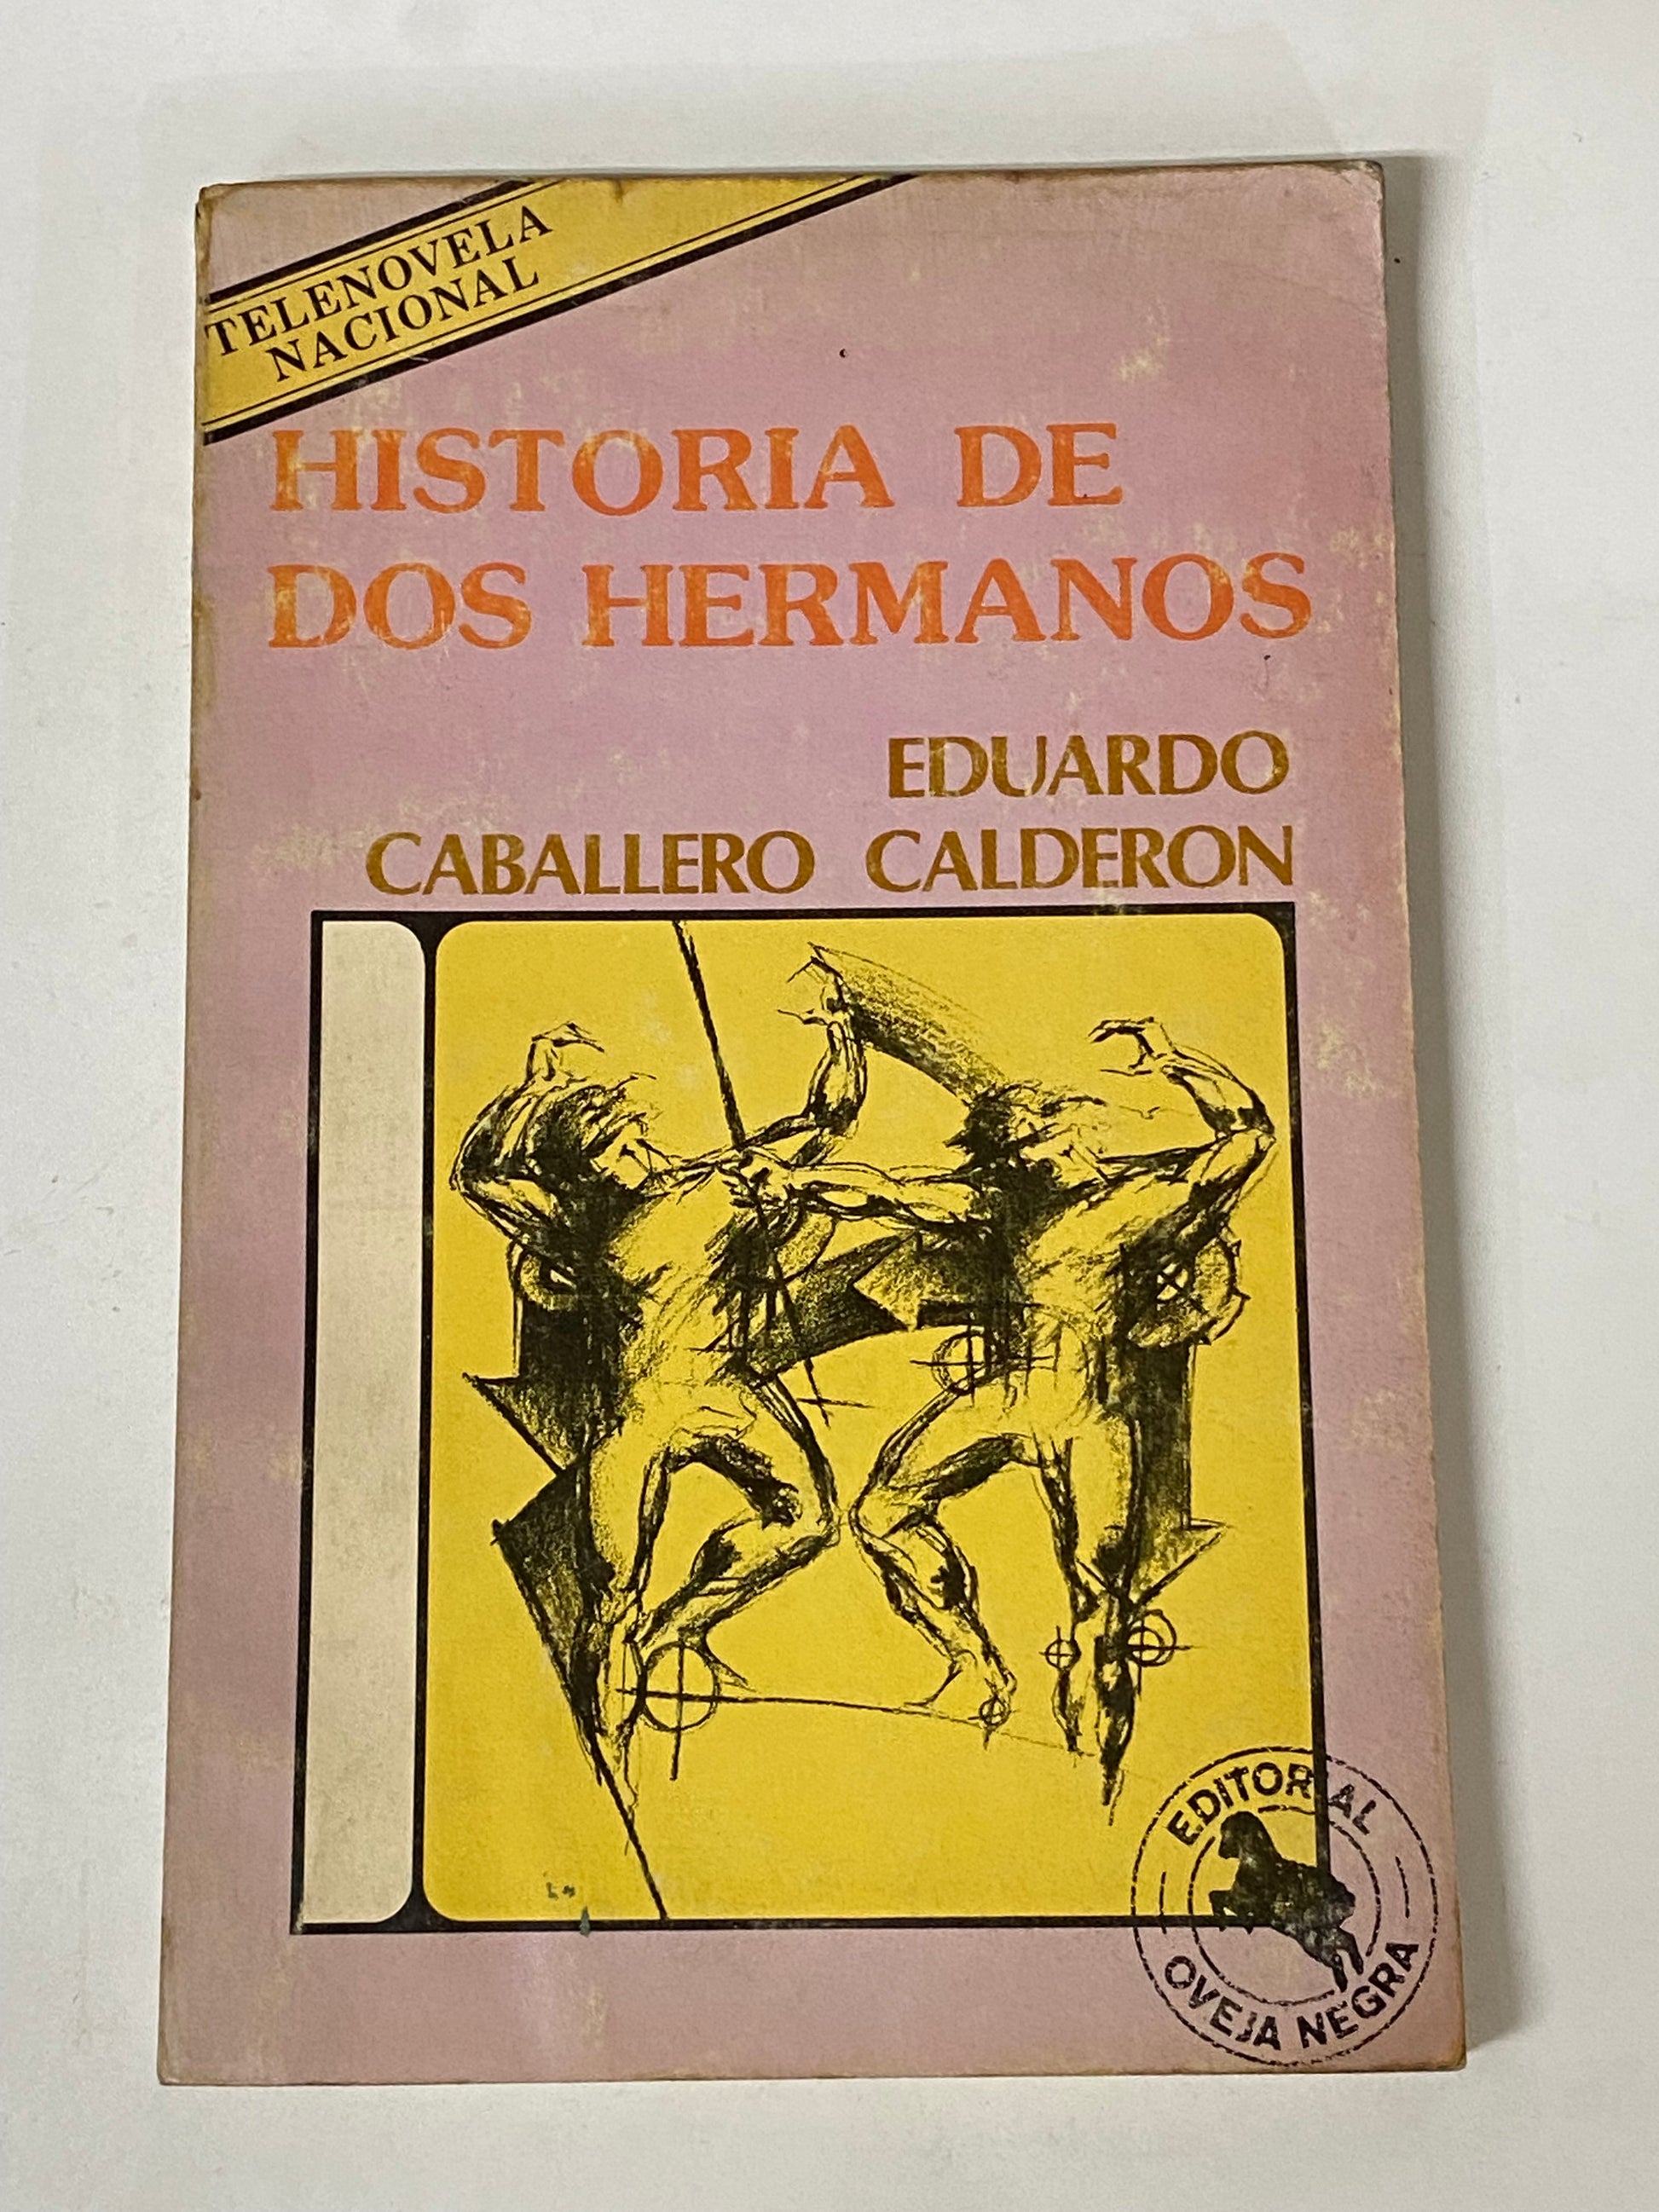 TELENOVELA
NACIONAL
HISTORIA DE
DOS HERMANOS
EDUARDO
CABALLERO CALDERON
EDITORIAL
OVEJA NEGRA